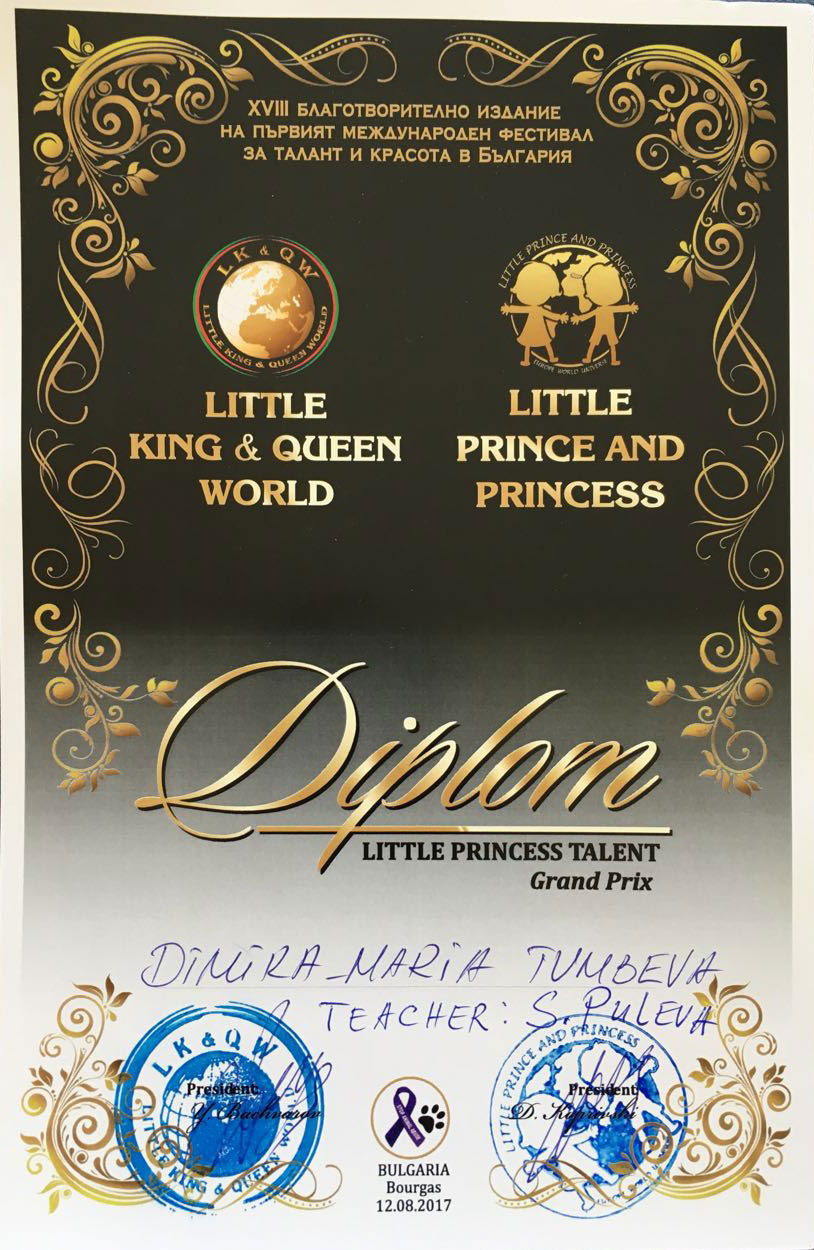 XVIII БЛАГОТВОРИТЕЛНО ИЗДАНИЕ
НА ПЪРВИЯТ МЕЖДУНАРОДЕН ФЕСТИВАЛ
ЗА ТАЛАНТ И КРАСОТА В БЪЛГАРИЯ
LK & QW
LITTLE KING & QUEEN WORLD
LITTLE PRINCE AND PRINCESS
EUROPE WORLD UNIVERSE
LITTLE
KING & QUEEN
WORLD
LITTLE
PRINCE AND
PRINCESS
Diplom
LITTLE PRINCESS TALENT
Grand Prix
DIMIRA-MARIA TUMBEVA
TEACHER: S. PULEVA
LK & QW
LITTLE KING & QUEEN WORLD
President
Y. Bachvarov
LITTLE PRINCE AND PRINCESS
President
BULGARIA
Bourgas
12.08.2017